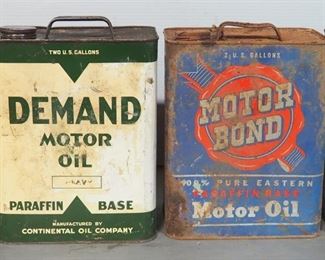 TWO U.S. GALLONS
DEMAND
MOTOR
OIL
HEAVY
PARAFFIN BASE
MANUFACTURED BY
CONTINENTAL OIL COMPANY
2 U.S. GALLONS
MOTOR
BOND
100% PURE EASTERN
PARAFFIN BASE
Motor Oil